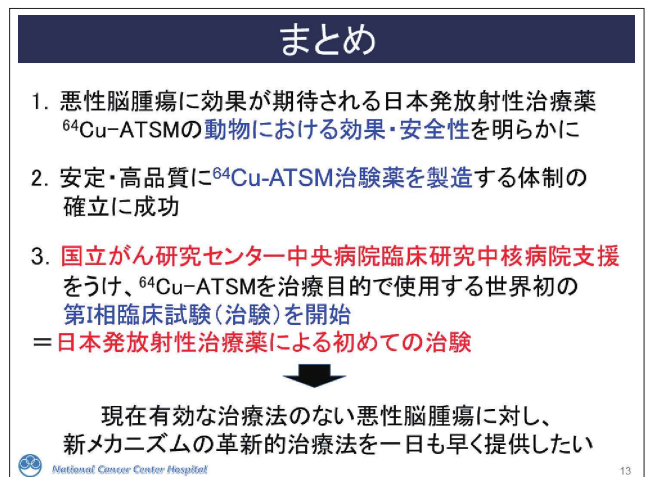 まとめ
1. 悪性脳腫瘍に効果が期待される日本発放射性治療薬
64Cu-ATSMの動物における効果・安全性を明らかに
2. 安定・高品質に64Cu-ATSM治験薬を製造する体制の
確立に成功
3. 国立がん研究センター中央病院臨床研究中核病院支援
をうけ、64Cu-ATSMを治療目的で使用する世界初の
第I相臨床試験（治験）を開始
＝日本発放射性治療薬による初めての治験
現在有効な治療法のない悪性脳腫瘍に対し、
新メカニズムの革新的治療法を一日も早く提供したい
National Cancer Center Hospital
13